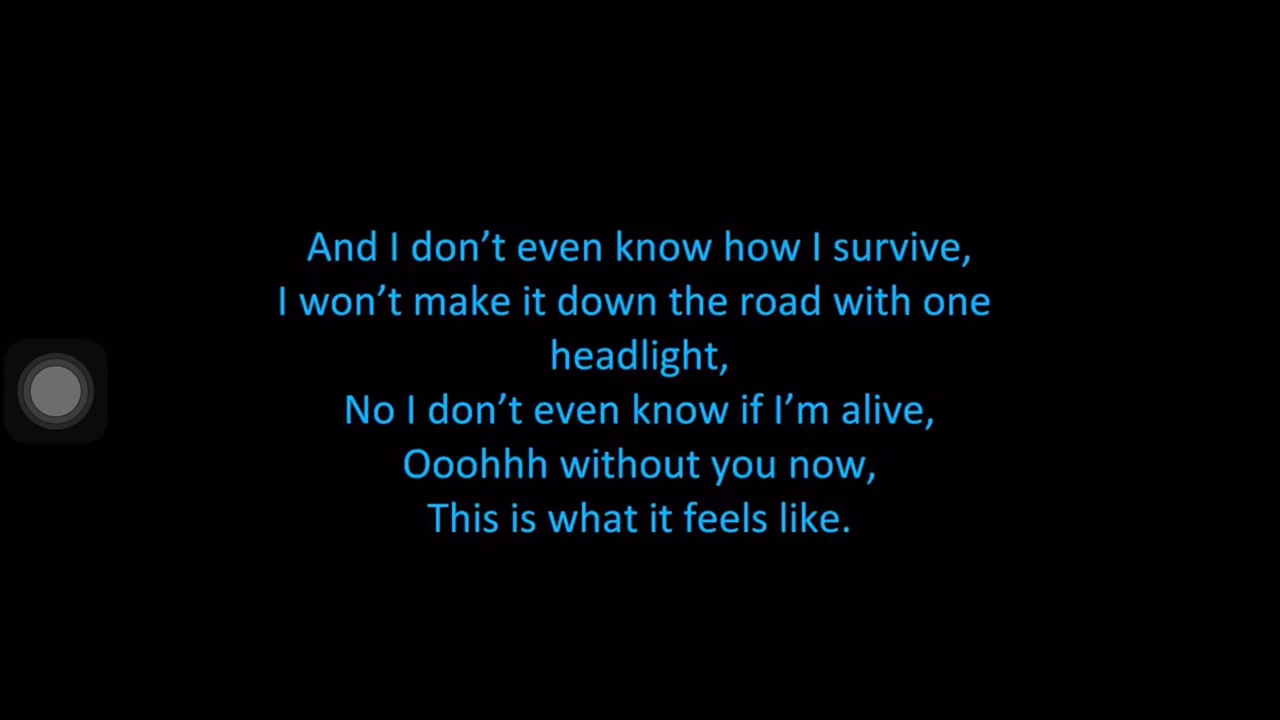 And I don’t even know how I survive,
I won’t make it down the road with one
headlight,
No I don’t even know if I’m alive,
Ooohhh without you now,
This is what it feels like.